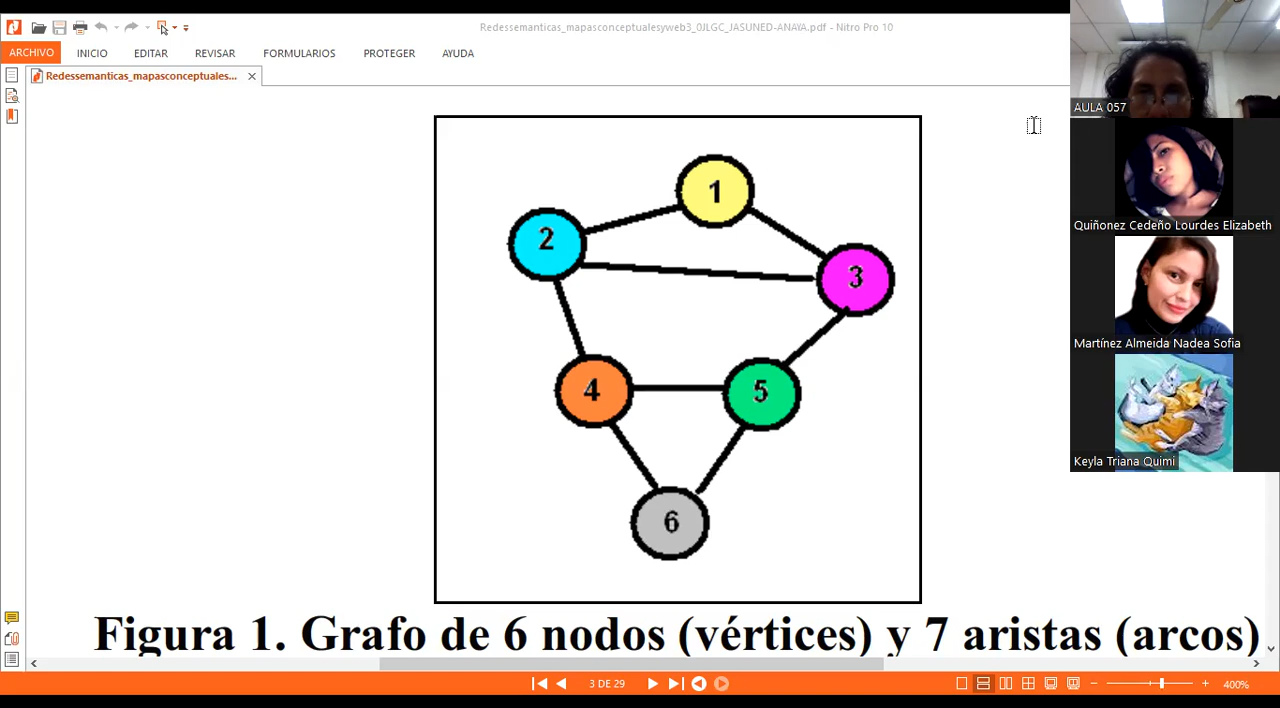 Redessemanticas_mapasconceptualesyweb3_0JLGC_JASUNED-ANAYA.pdf - Nitro Pro 10
ARCHIVO INICIO EDITAR REVISAR FORMULARIOS PROTEGER AYUDA
Redessemanticas_mapasconceptuales...
AULA 057
Quiñonez Cedeño Lourdes Elizabeth
Martínez Almeida Nadea Sofia
Keyla Triana Quimi
1
2
3
4
5
6
Figura 1. Grafo de 6 nodos (vértices) y 7 aristas (arcos)
3 DE 29
400%